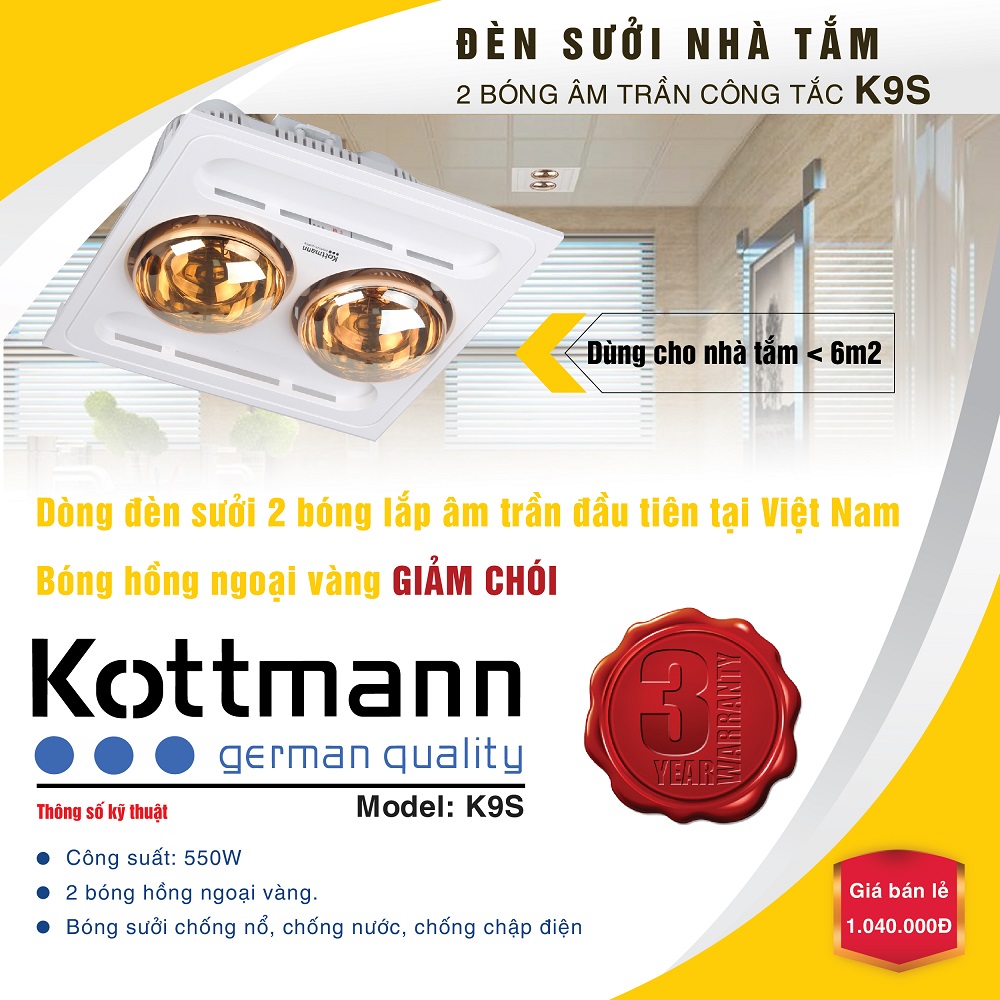 ĐÈN SƯỞI NHÀ TẮM
2 BÓNG ÂM TRẦN CÔNG TẮC K9S
Kottmann
Dùng cho nhà tắm < 6m2
Dòng đèn sưởi 2 bóng lắp âm trần đầu tiên tại Việt Nam
Bóng hồng ngoại vàng GIẢM CHÓI
Kottmann
german quality
3
YEAR
WARRANTY
Thông số kỹ thuật
Model: K9S
Công suất: 550W
2 bóng hồng ngoại vàng.
Bóng sưởi chống nổ, chống nước, chống chập điện
Giá bán lẻ
1.040.000Đ